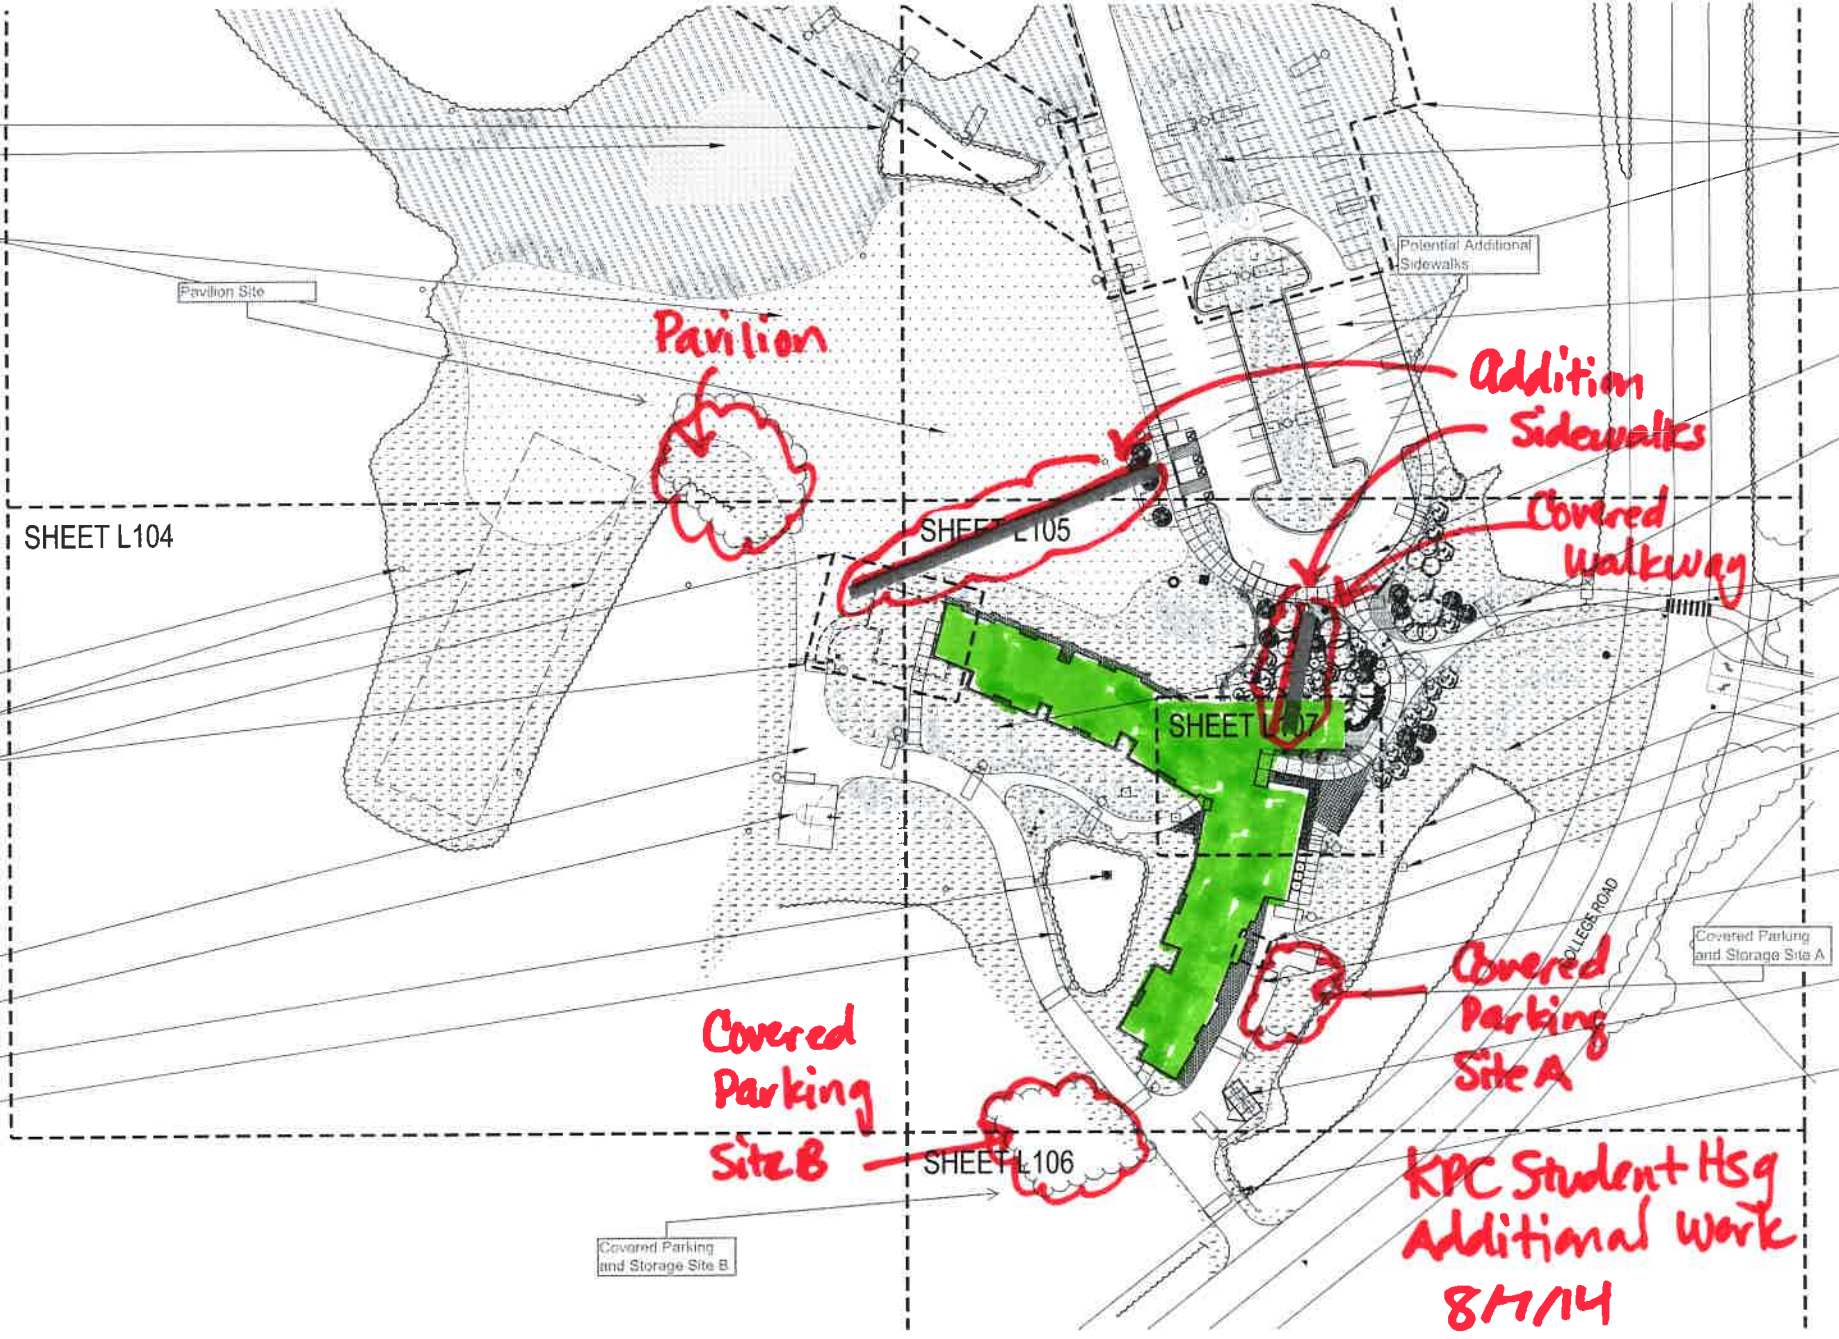 Potential Additional
Sidewalks
Pavilion Site
Pavilion
Addition
Sidewalks
Covered
Walkway
SHEET L104
SHEET L105
SHEET L107
COLLEGE ROAD
Covered Parking
and Storage Site A
Covered
Parking
Site A
Covered
Parking
Site B
SHEET L106
Covered Parking
and Storage Site B
KPC Student Hsg
Additional Work
8/7/14